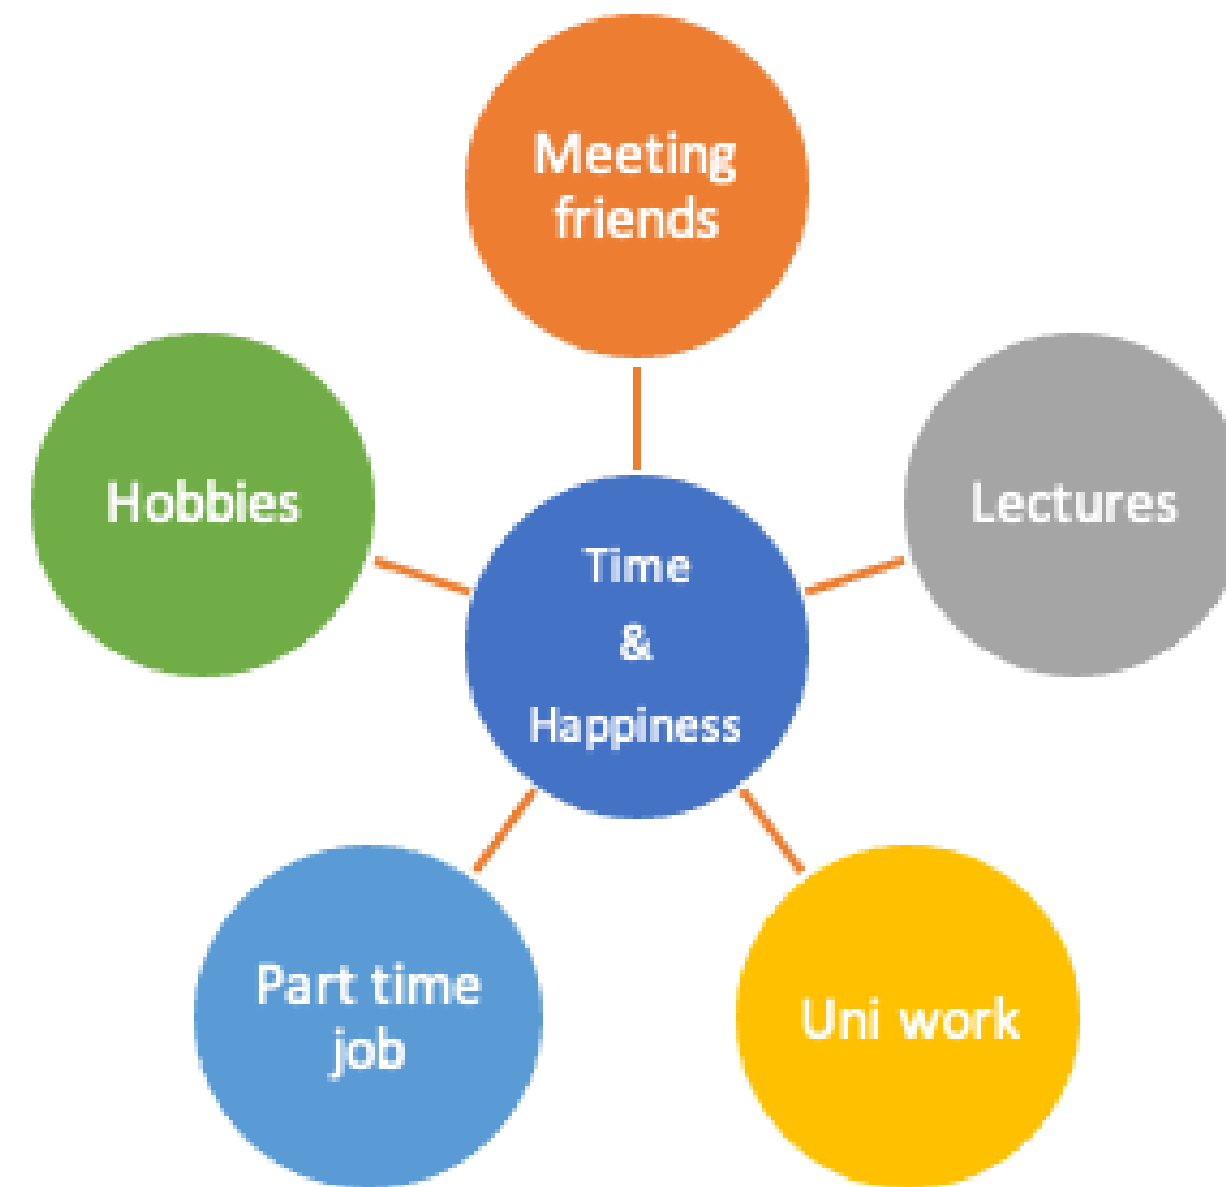 Meeting
friends
Hobbies
Lectures
Time
&
Happiness
Part time
job
Uni work